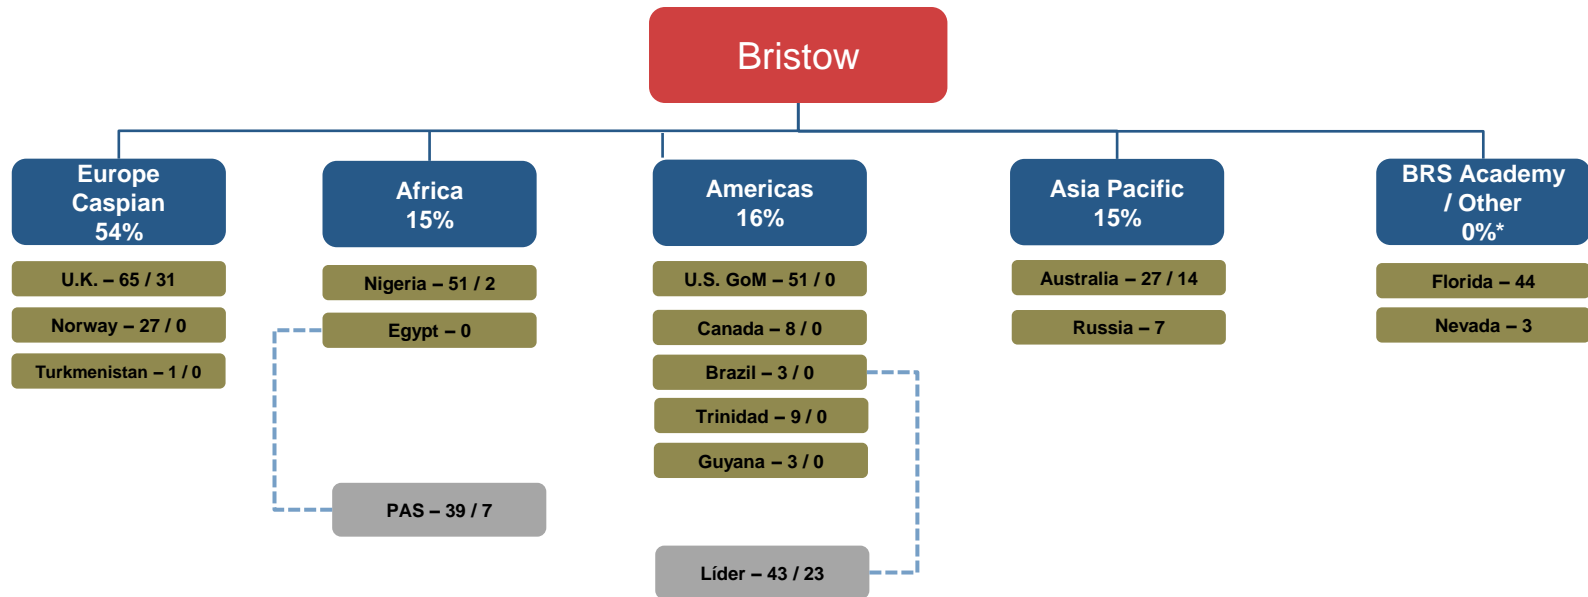 Bristow
Europe
Caspian
54%
Africa
15%
Americas
16%
Asia Pacific
15%
BRS Academy
/ Other
0%*
U.K. – 65 / 31
Norway – 27 / 0
Turkmenistan – 1 / 0
Nigeria – 51 / 2
Egypt – 0
PAS – 39 / 7
U.S. GoM – 51 / 0
Canada – 8 / 0
Brazil – 3 / 0
Trinidad – 9 / 0
Guyana – 3 / 0
Líder – 43 / 23
Australia – 27 / 14
Russia – 7
Florida – 44
Nevada – 3